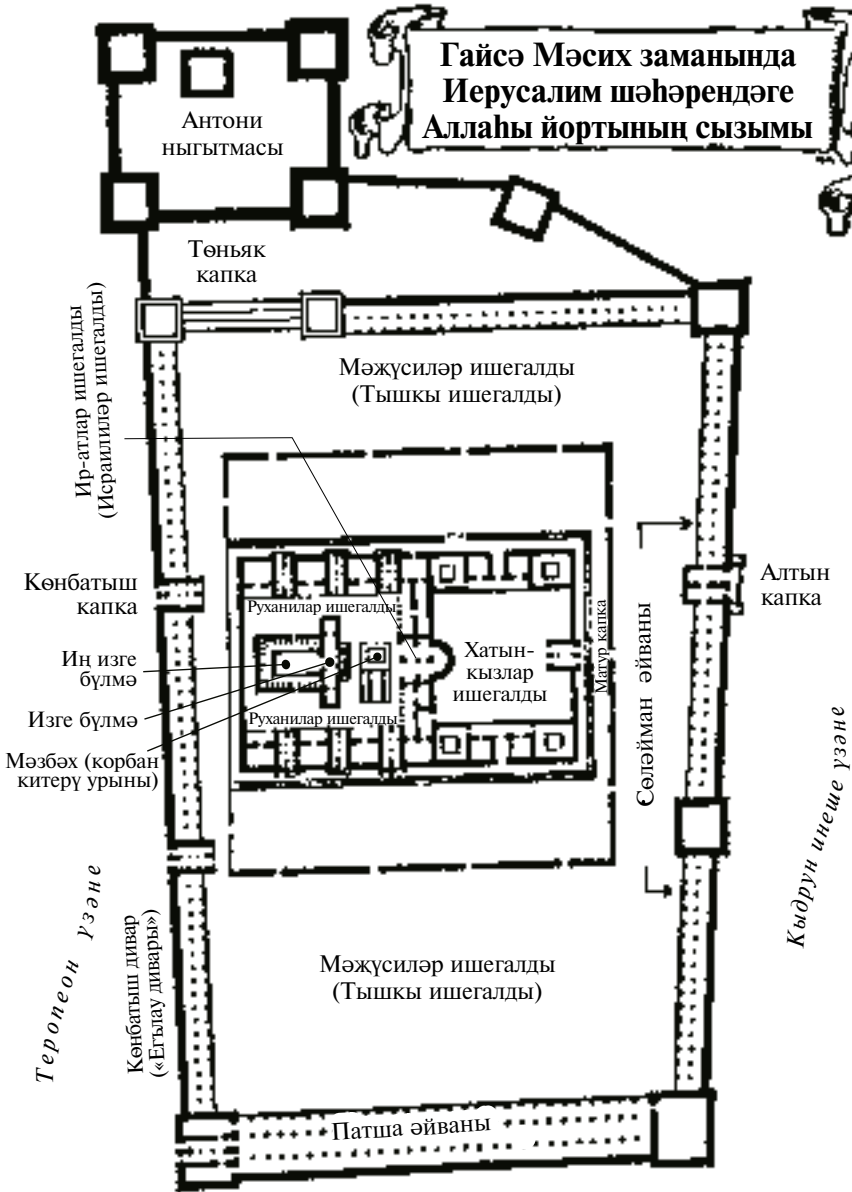 Гайсә Мәсих заманында
Иерусалим шәһәрендәге
Аллаһы йортының сызымы
Антони
ныгытмасы
Төньяк
капка
Мәҗүсиләр ишегалды
(Тышкы ишегалды)
Ир-атлар ишегалды
(Исраилиләр ишегалды)
Көнбатыш
капка
Алтын
капка
Руханилар ишегалды
Иң изге
бүлмә
Хатын-
кызлар
ишегалды
Матур капка
Сөләйман әйваны
Изге бүлмә
Руханилар ишегалды
Мәзбәх (корбан
китерү урыны)
Кыдрун инеше үзәне
Теропеон үзәне
Көнбатыш дивар
(«Егълау дивары»)
Мәҗүсиләр ишегалды
(Тышкы ишегалды)
Патша әйваны